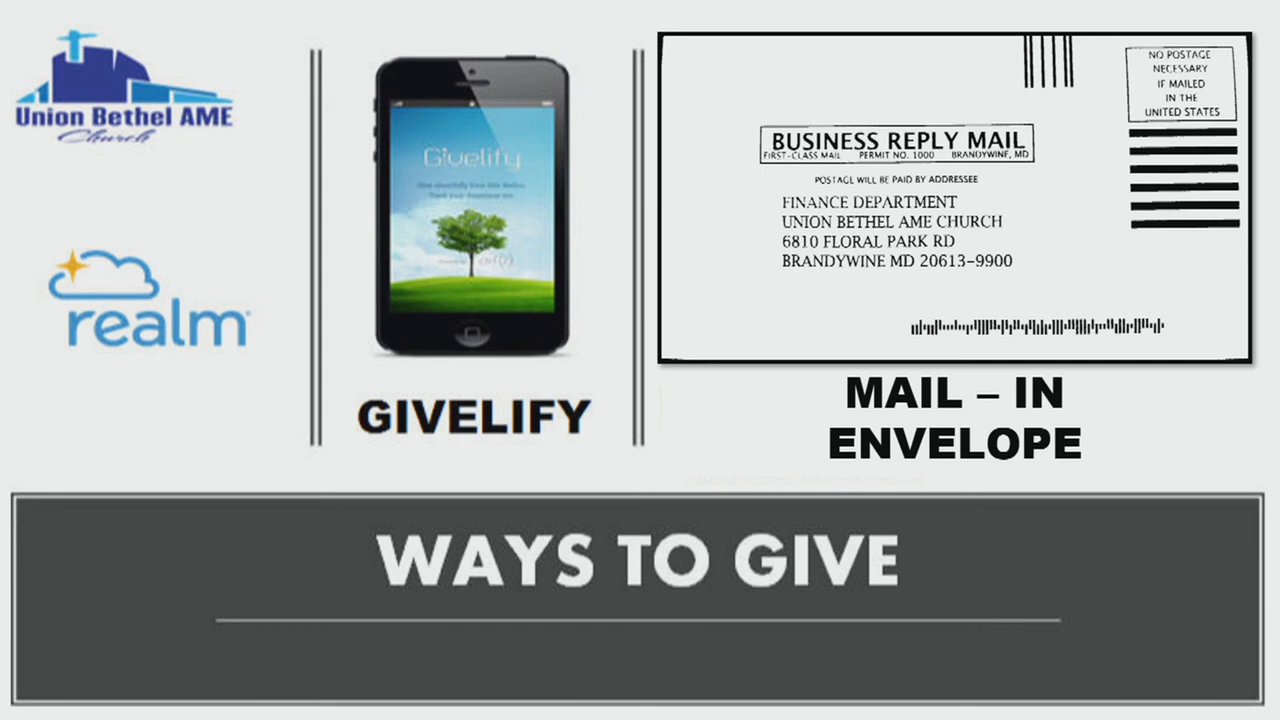 Union Bethel AME
Church
realm
Givelify
GIVELIFY
NO POSTAGE
NECESSARY
IF MAILED
IN THE
UNITED STATES
BUSINESS REPLY MAIL
FIRST-CLASS MAIL PERMIT NO. 1000 BRANDYWINE, MD
POSTAGE WILL BE PAID BY ADDRESSEE
FINANCE DEPARTMENT
UNION BETHEL AME CHURCH
6810 FLORAL PARK RD
BRANDYWINE MD 20613-9900
MAIL – IN
ENVELOPE
WAYS TO GIVE